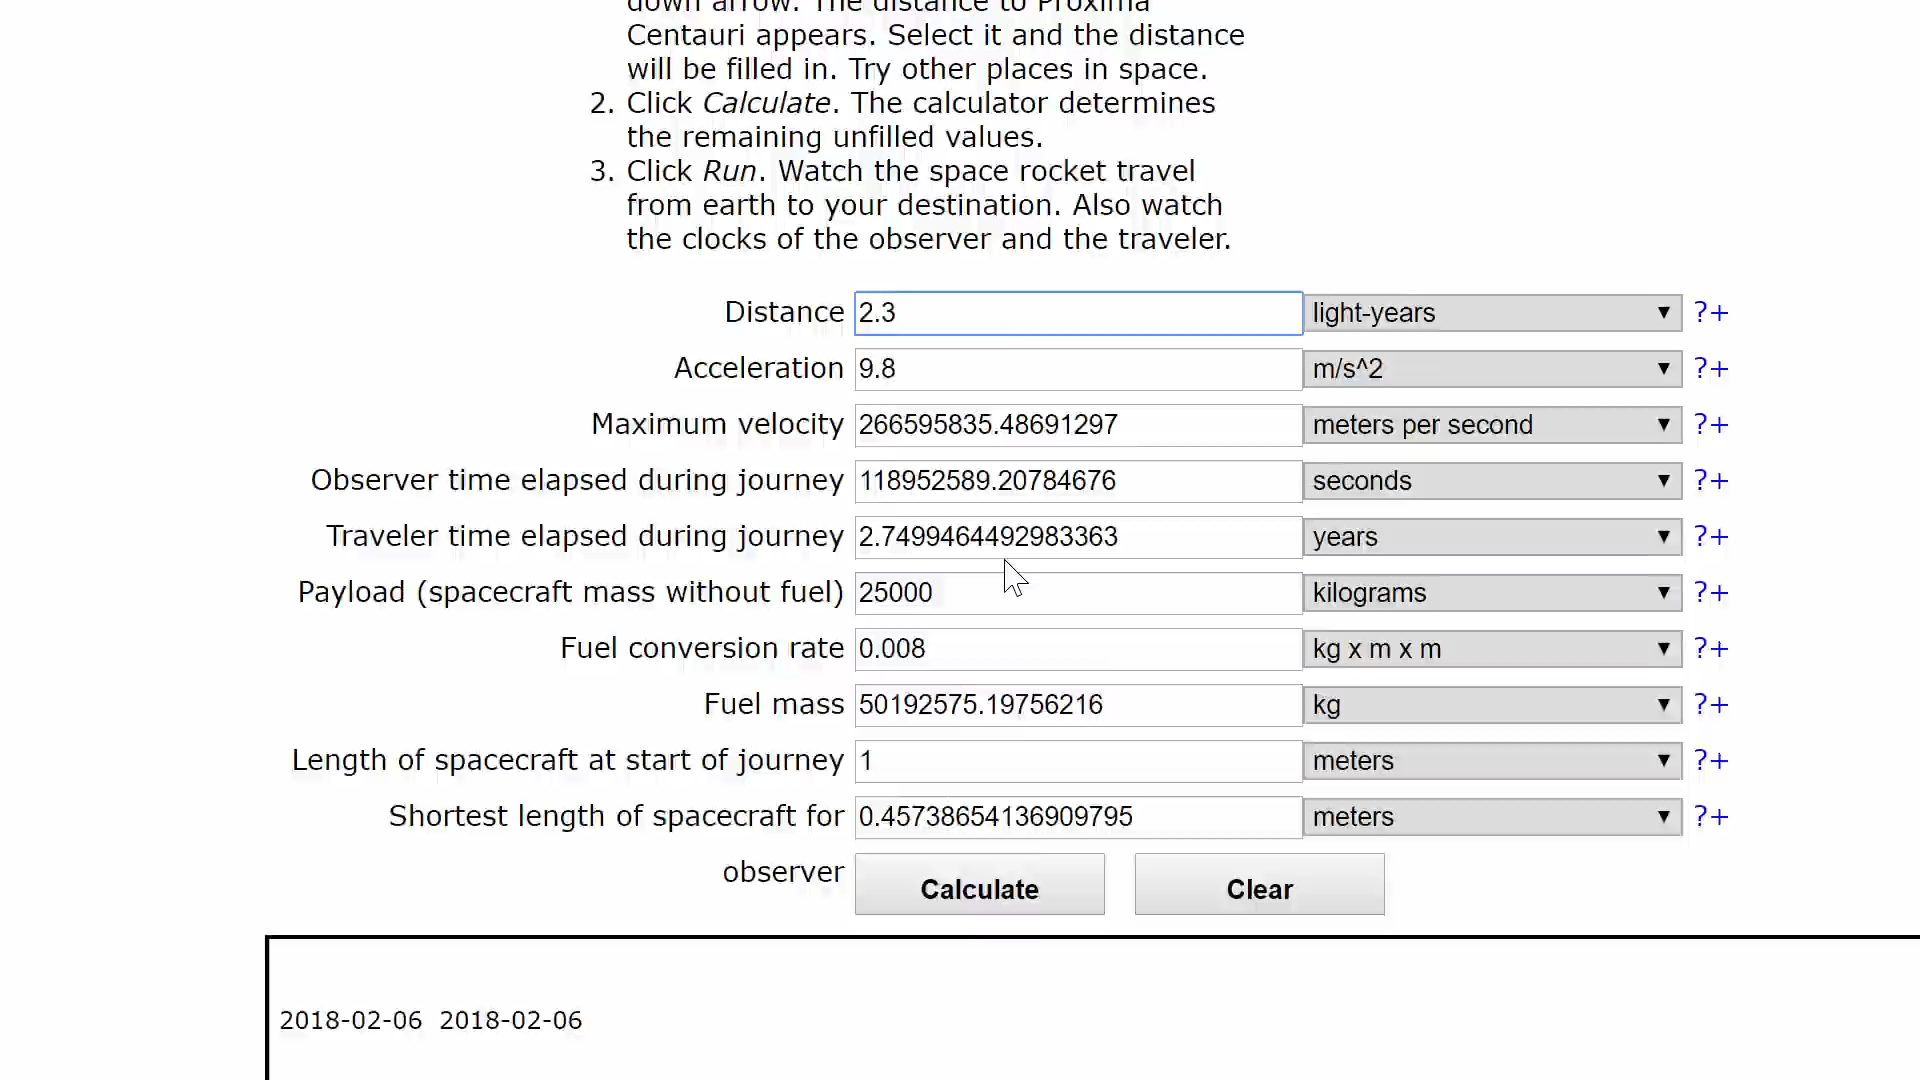 down arrow. The distance to Proxima
Centauri appears. Select it and the distance
will be filled in. Try other places in space.
2. Click Calculate. The calculator determines
the remaining unfilled values.
3. Click Run. Watch the space rocket travel
from earth to your destination. Also watch
the clocks of the observer and the traveler.
Distance 2.3 light-years ▼ ?+
Acceleration 9.8 m/s^2 ▼ ?+
Maximum velocity 266595835.48691297 meters per second ▼ ?+
Observer time elapsed during journey 118952589.20784676 seconds ▼ ?+
Traveler time elapsed during journey 2.7499464492983363 years ▼ ?+
Payload (spacecraft mass without fuel) 25000 kilograms ▼ ?+
Fuel conversion rate 0.008 kg x m x m ▼ ?+
Fuel mass 50192575.19756216 kg ▼ ?+
Length of spacecraft at start of journey 1 meters ▼ ?+
Shortest length of spacecraft for 0.45738654136909795 meters ▼ ?+
observer Calculate Clear
2018-02-06 2018-02-06